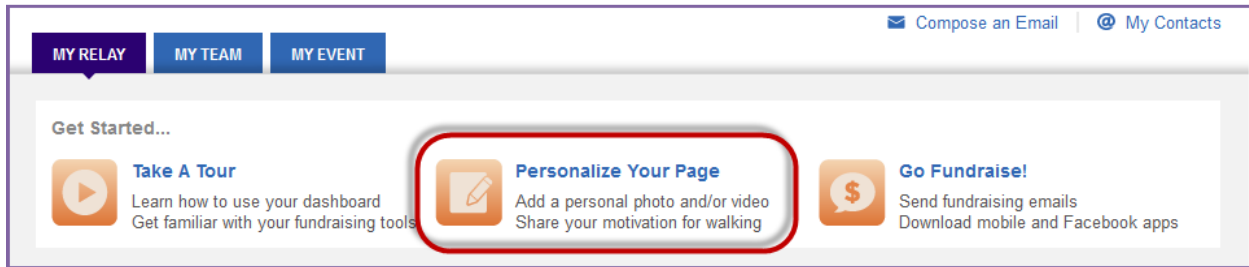 Compose an Email
@ My Contacts
MY RELAY
MY TEAM
MY EVENT
Get Started...
Take A Tour
Learn how to use your dashboard
Get familiar with your fundraising tools
Personalize Your Page
Add a personal photo and/or video
Share your motivation for walking
$
Go Fundraise!
Send fundraising emails
Download mobile and Facebook apps